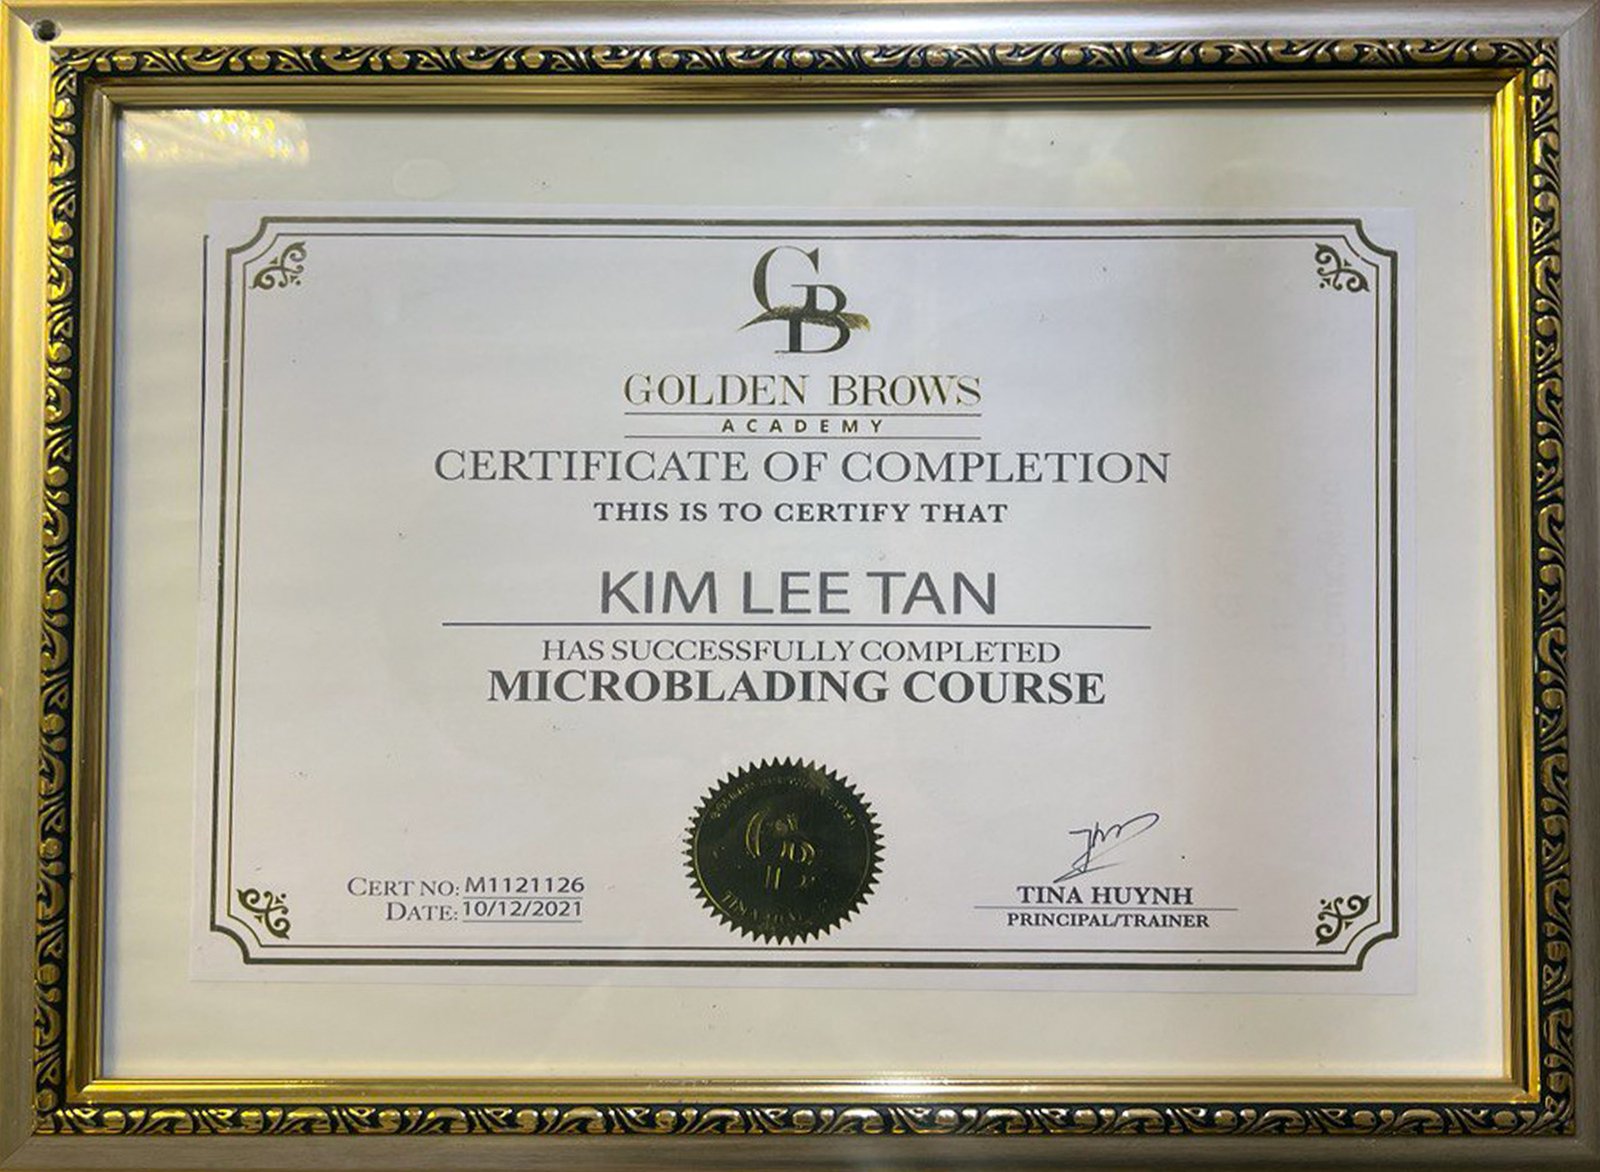 GB
GOLDEN BROWS
ACADEMY
CERTIFICATE OF COMPLETION
THIS IS TO CERTIFY THAT
KIM LEE TAN
HAS SUCCESSFULLY COMPLETED
MICROBLADING COURSE
CERT NO: M1121126
DATE: 10/12/2021
TINA HUYNH
PRINCIPAL/TRAINER